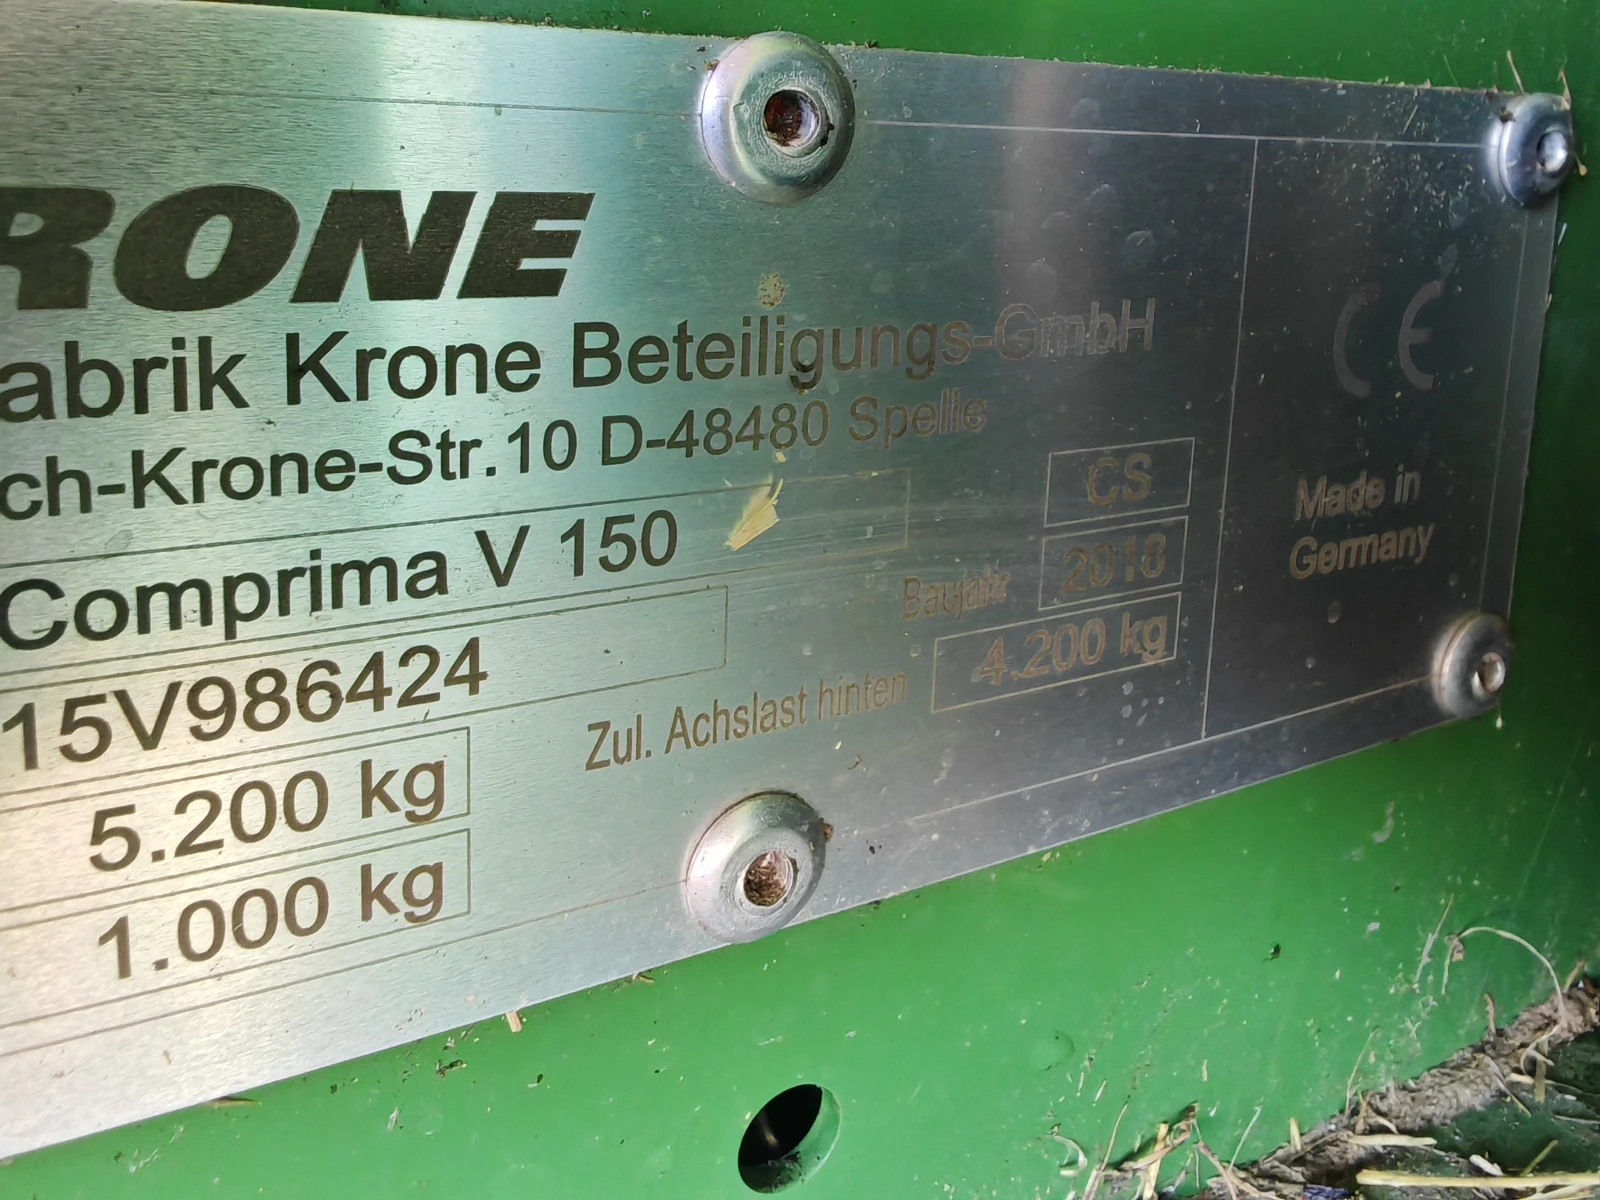 RONE
abrik Krone Beteiligungs-GmbH
ch-Krone-Str.10 D-48480 Spelle
Comprima V 150
CS
15V986424
Baujahr 2018
5.200 kg
Zul. Achslast hinten 4.200 kg
1.000 kg
CE
Made in
Germany